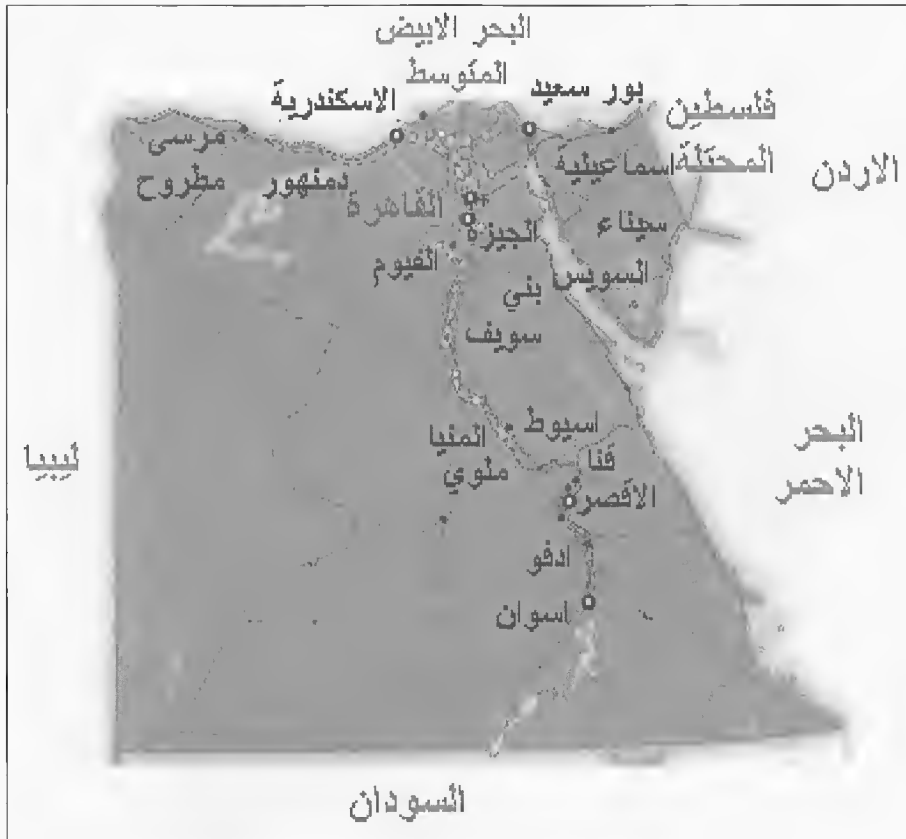 البحر الابيض
المتوسط
الاسكندرية
بور سعيد
فلسطين
المحتلة
الاردن
مرسى
مطروح
دمنهور
اسماعيلية
القاهرة
الجيزة
سيناء
السويس
الفيوم
بني
سويف
اسيوط
المنيا
ملوي
قنا
الاقصر
البحر
الاحمر
ليبيا
ادفو
اسوان
السودان